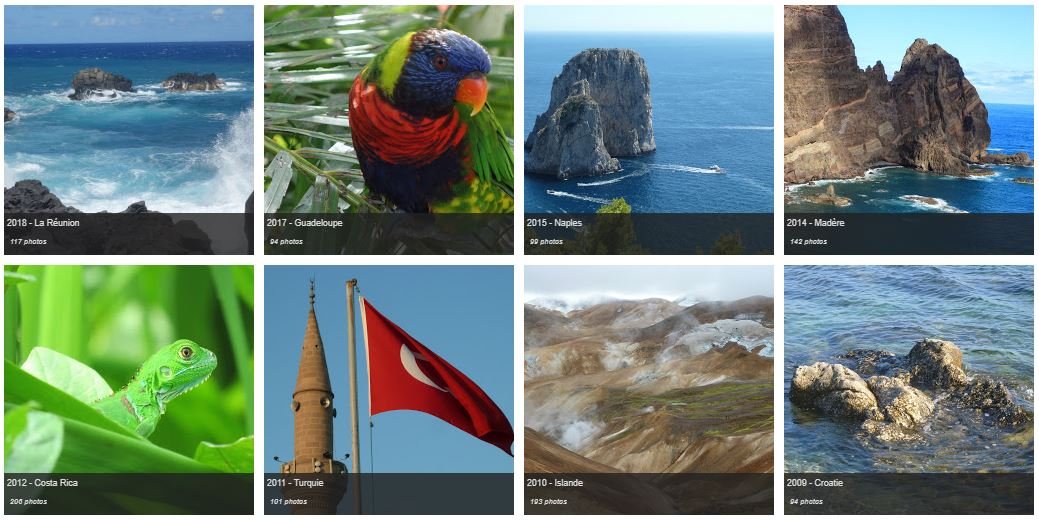 2018 - La Réunion
117 photos
2017 - Guadeloupe
94 photos
2015 - Naples
99 photos
2014 - Madère
142 photos
2012 - Costa Rica
206 photos
2011 - Turquie
101 photos
2010 - Islande
193 photos
2009 - Croatie
94 photos